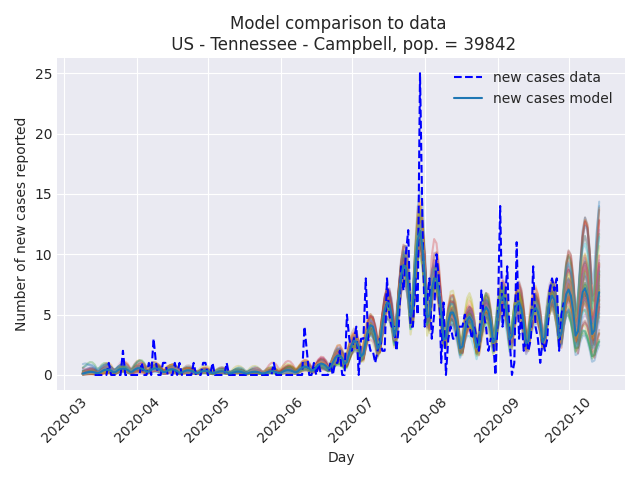 Model comparison to data
US - Tennessee - Campbell, pop. = 39842
new cases data
new cases model
Number of new cases reported
25
20
15
10
5
0
2020-03
2020-04
2020-05
2020-06
2020-07
2020-08
2020-09
2020-10
Day